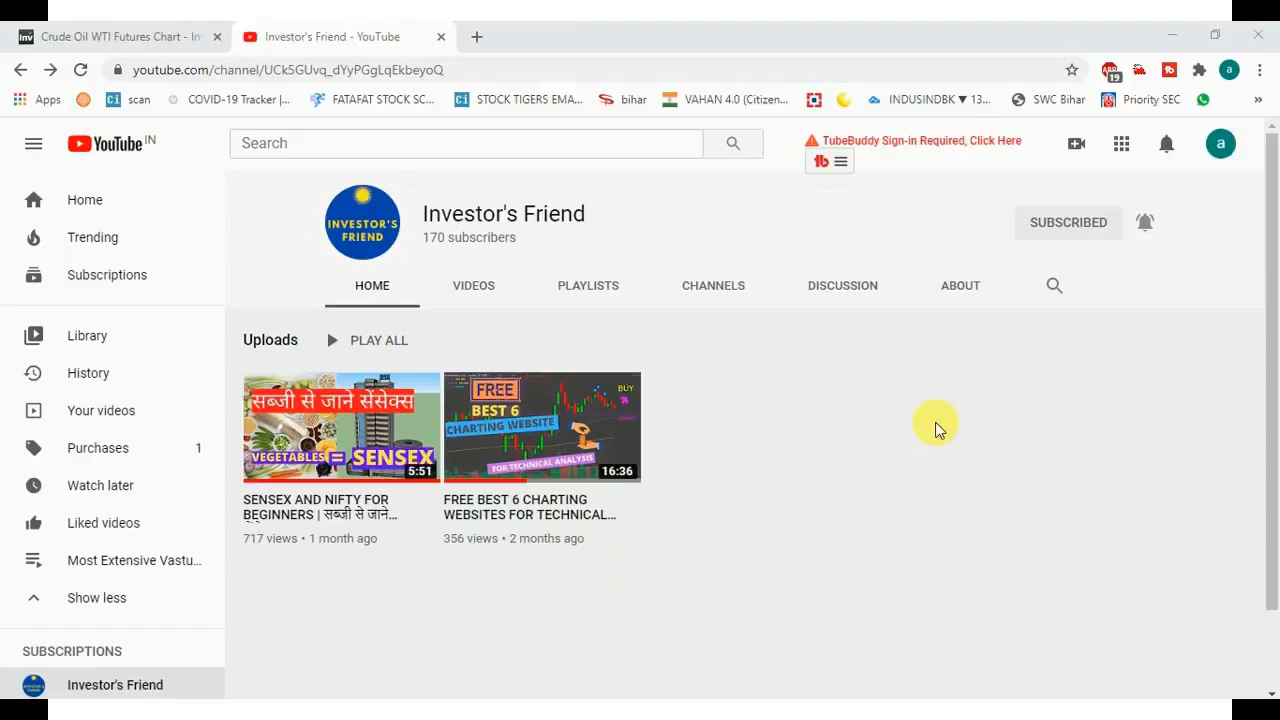 Crude Oil WTI Futures Chart - In
Investor's Friend - YouTube
youtube.com/channel/UCk5GUvq_dYyPGgLqEkbeyoQ
19
a
Apps
scan
COVID-19 Tracker |...
FATAFAT STOCK SC...
STOCK TIGERS EMA...
bihar
VAHAN 4.0 (Citizen...
INDUSINDBK ▼ 13...
SWC Bihar
Priority SEC
»
YouTube IN
Search
TubeBuddy Sign-in Required, Click Here
tb
a
Home
Trending
Subscriptions
Library
History
Your videos
Purchases 1
Watch later
Liked videos
Most Extensive Vastu...
Show less
SUBSCRIPTIONS
Investor's Friend
INVESTOR'S
FRIEND
Investor's Friend
170 subscribers
SUBSCRIBED
HOME VIDEOS PLAYLISTS CHANNELS DISCUSSION ABOUT
Uploads PLAY ALL
BSE
सब्जी से जाने सेंसेक्स
VEGETABLES = SENSEX
5:51
FREE
BEST 6
CHARTING WEBSITE
FOR TECHNICAL ANALYSIS
BUY
16:36
SENSEX AND NIFTY FOR
BEGINNERS | सब्जी से जाने...
717 views • 1 month ago
FREE BEST 6 CHARTING
WEBSITES FOR TECHNICAL...
356 views • 2 months ago